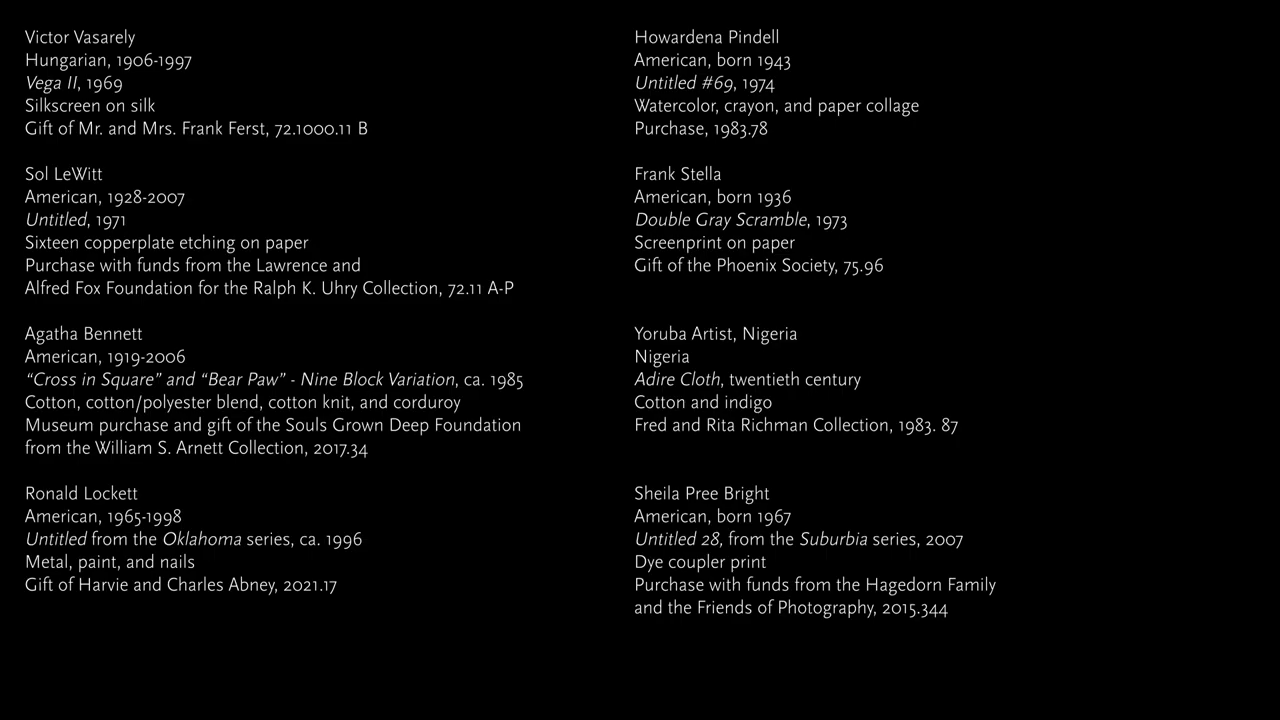 Victor Vasarely
Hungarian, 1906-1997
Vega II, 1969
Silkscreen on silk
Gift of Mr. and Mrs. Frank Ferst, 72.1000.11 B
Sol LeWitt
American, 1928-2007
Untitled, 1971
Sixteen copperplate etching on paper
Purchase with funds from the Lawrence and
Alfred Fox Foundation for the Ralph K. Uhry Collection, 72.11 A-P
Agatha Bennett
American, 1919-2006
“Cross in Square” and “Bear Paw” - Nine Block Variation, ca. 1985
Cotton, cotton/polyester blend, cotton knit, and corduroy
Museum purchase and gift of the Souls Grown Deep Foundation
from the William S. Arnett Collection, 2017.34
Ronald Lockett
American, 1965-1998
Untitled from the Oklahoma series, ca. 1996
Metal, paint, and nails
Gift of Harvie and Charles Abney, 2021.17
Howardena Pindell
American, born 1943
Untitled #69, 1974
Watercolor, crayon, and paper collage
Purchase, 1983.78
Frank Stella
American, born 1936
Double Gray Scramble, 1973
Screenprint on paper
Gift of the Phoenix Society, 75.96
Yoruba Artist, Nigeria
Nigeria
Adire Cloth, twentieth century
Cotton and indigo
Fred and Rita Richman Collection, 1983. 87
Sheila Pree Bright
American, born 1967
Untitled 28, from the Suburbia series, 2007
Dye coupler print
Purchase with funds from the Hagedorn Family
and the Friends of Photography, 2015.344